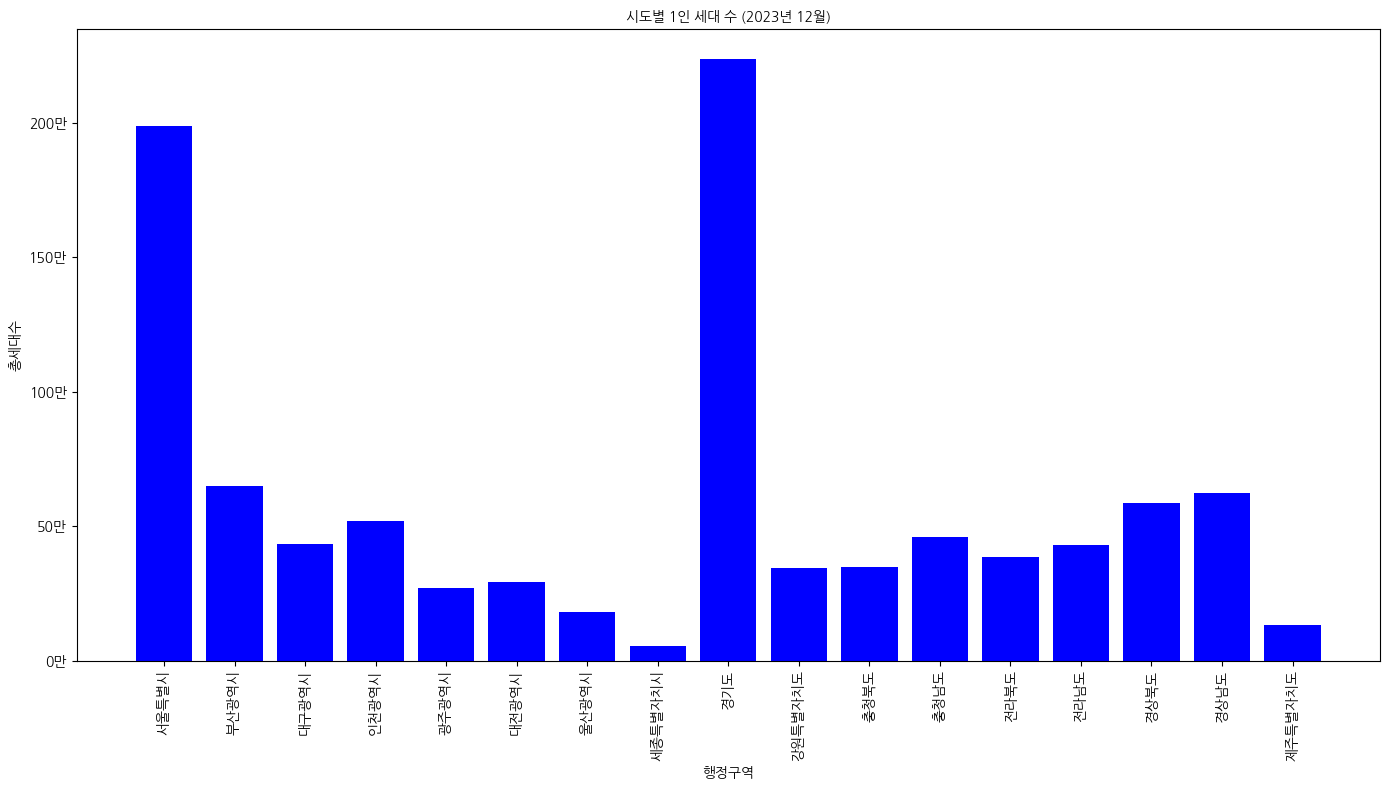 시도별 1인 세대 수 (2023년 12월)
200만
150만
100만
50만
0만
총세대수
서울특별시
부산광역시
대구광역시
인천광역시
광주광역시
대전광역시
울산광역시
세종특별자치시
경기도
강원특별자치도
충청북도
충청남도
전라북도
전라남도
경상북도
경상남도
제주특별자치도
행정구역